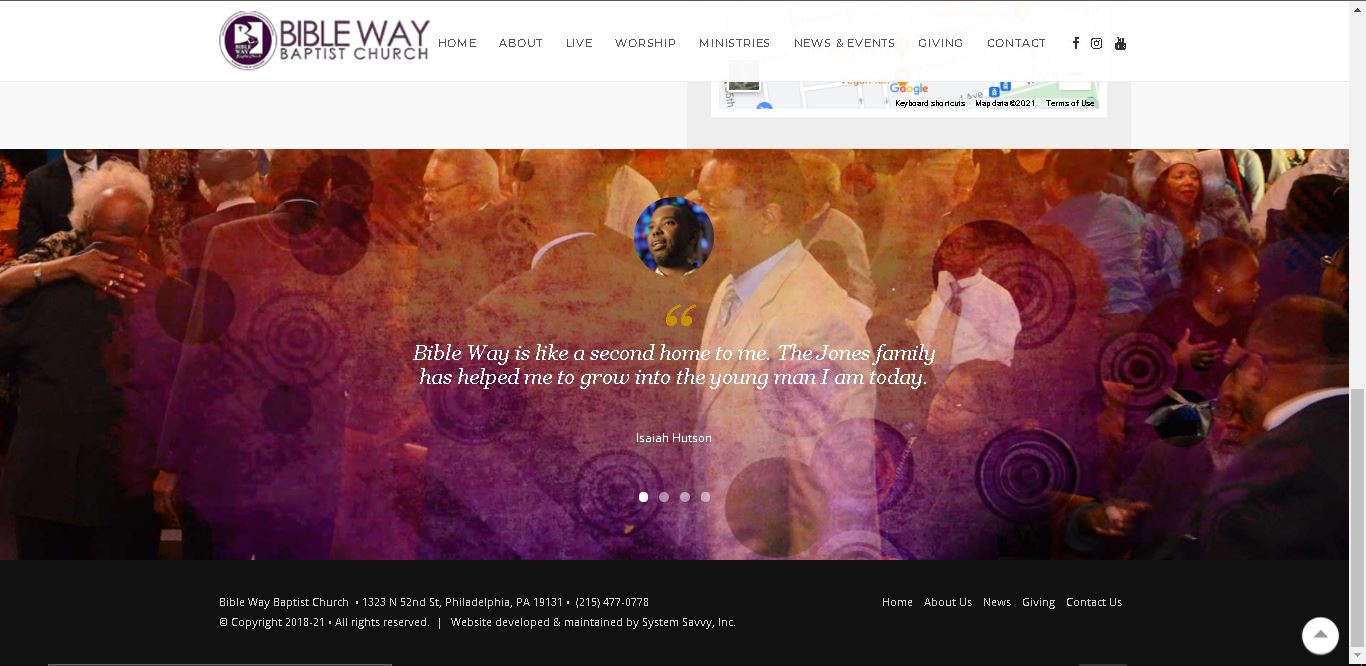 BIBLE WAY
BAPTIST CHURCH
HOME ABOUT LIVE WORSHIP MINISTRIES NEWS & EVENTS GIVING CONTACT
Google
Keyboard shortcuts Map data ©2021 Terms of Use
“
Bible Way is like a second home to me. The Jones family
has helped me to grow into the young man I am today.
Isaiah Hutson
Bible Way Baptist Church • 1323 N 52nd St, Philadelphia, PA 19131 • (215) 477-0778
Home About Us News Giving Contact Us
© Copyright 2018-21 • All rights reserved. | Website developed & maintained by System Savvy, Inc.